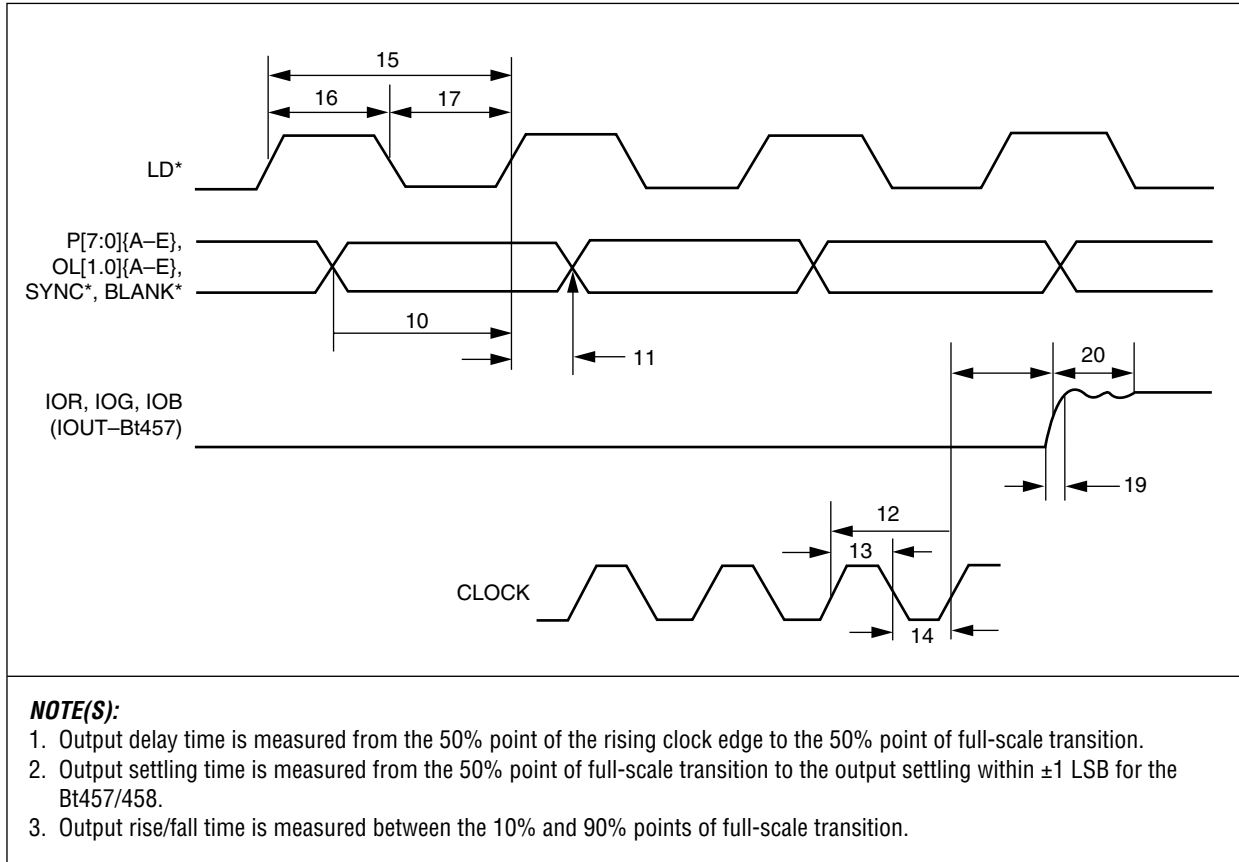 15
16 17
LD*
P[7:0]{A–E},
OL[1.0]{A–E},
SYNC*, BLANK*
10
11
20
IOR, IOG, IOB
(IOUT–Bt457)
19
12
13
CLOCK
14
NOTE(S):
1. Output delay time is measured from the 50% point of the rising clock edge to the 50% point of full-scale transition.
2. Output settling time is measured from the 50% point of full-scale transition to the output settling within ±1 LSB for the
Bt457/458.
3. Output rise/fall time is measured between the 10% and 90% points of full-scale transition.